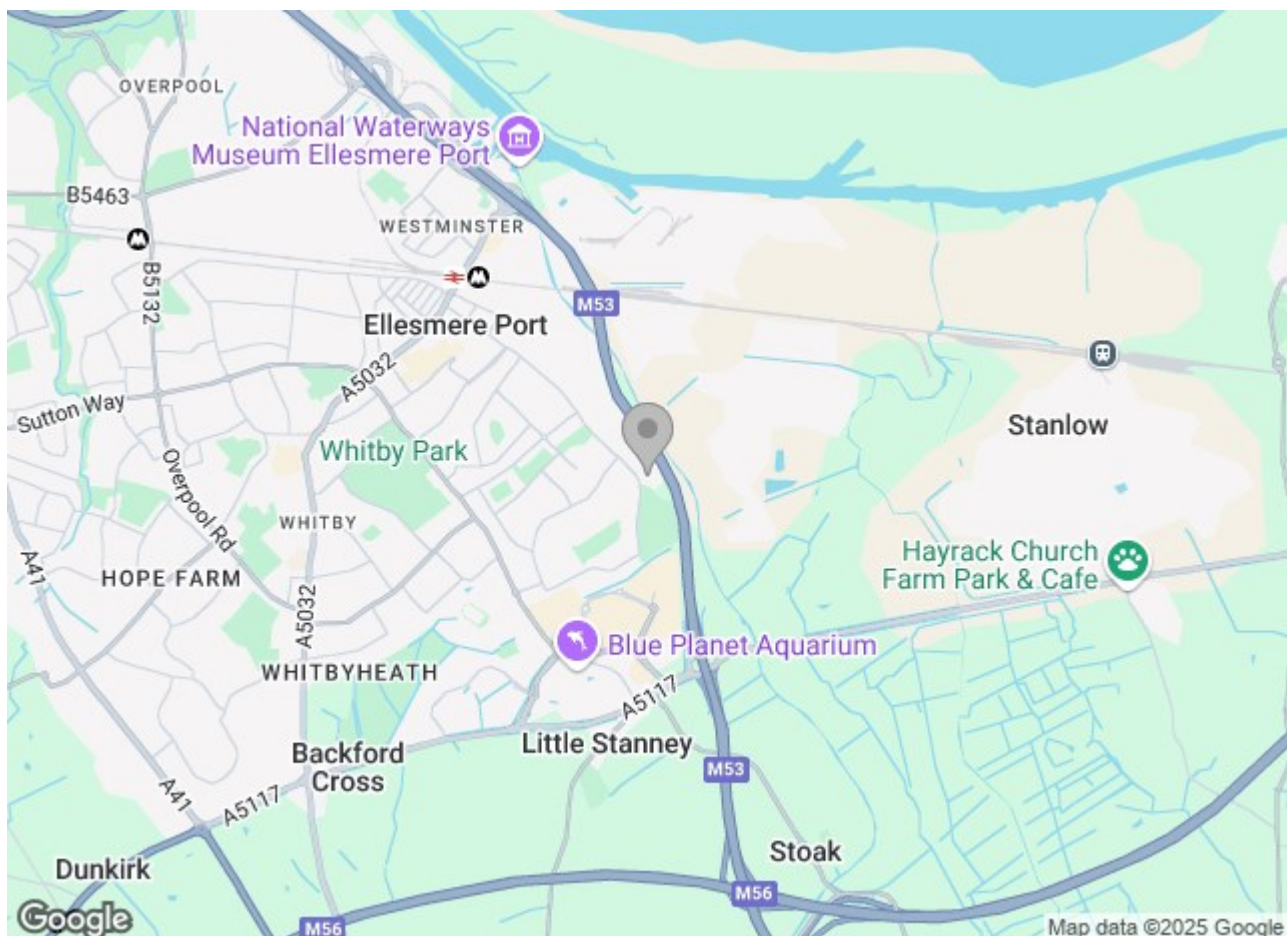 OVERPOOL
National Waterways
Museum Ellesmere Port
B5463
WESTMINSTER
B5132
M53
Ellesmere Port
A5032
Sutton Way
Stanlow
Whitby Park
Overpool Rd
WHITBY
A41
HOPE FARM
A5032
Hayrack Church
Farm Park & Cafe
Blue Planet Aquarium
WHITBYHEATH
A5117
Little Stanney
Backford
Cross
M53
A41
A5117
Stoak
Dunkirk
M56
M56
Google
Map data ©2025 Google